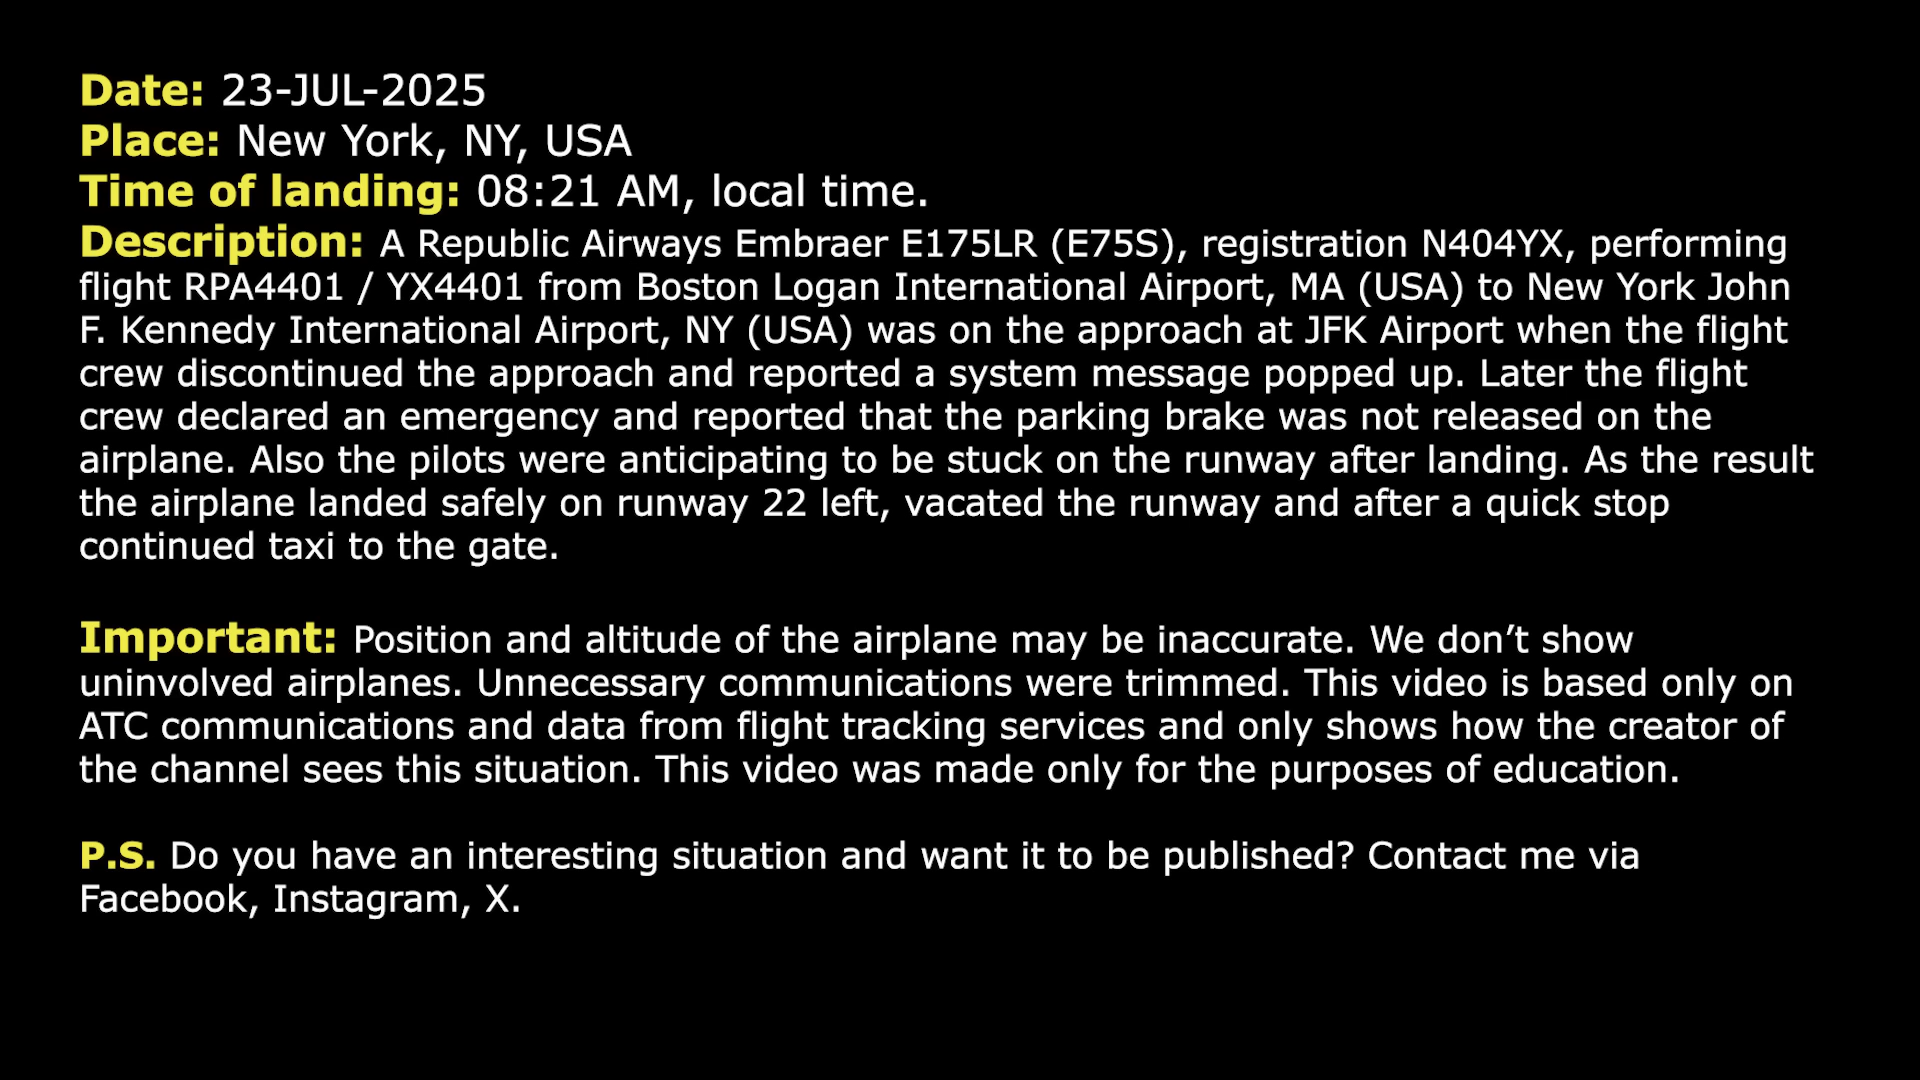 Date: 23-JUL-2025
Place: New York, NY, USA
Time of landing: 08:21 AM, local time.
Description: A Republic Airways Embraer E175LR (E75S), registration N404YX, performing
flight RPA4401 / YX4401 from Boston Logan International Airport, MA (USA) to New York John
F. Kennedy International Airport, NY (USA) was on the approach at JFK Airport when the flight
crew discontinued the approach and reported a system message popped up. Later the flight
crew declared an emergency and reported that the parking brake was not released on the
airplane. Also the pilots were anticipating to be stuck on the runway after landing. As the result
the airplane landed safely on runway 22 left, vacated the runway and after a quick stop
continued taxi to the gate.
Important: Position and altitude of the airplane may be inaccurate. We don’t show
uninvolved airplanes. Unnecessary communications were trimmed. This video is based only on
ATC communications and data from flight tracking services and only shows how the creator of
the channel sees this situation. This video was made only for the purposes of education.
P.S. Do you have an interesting situation and want it to be published? Contact me via
Facebook, Instagram, X.